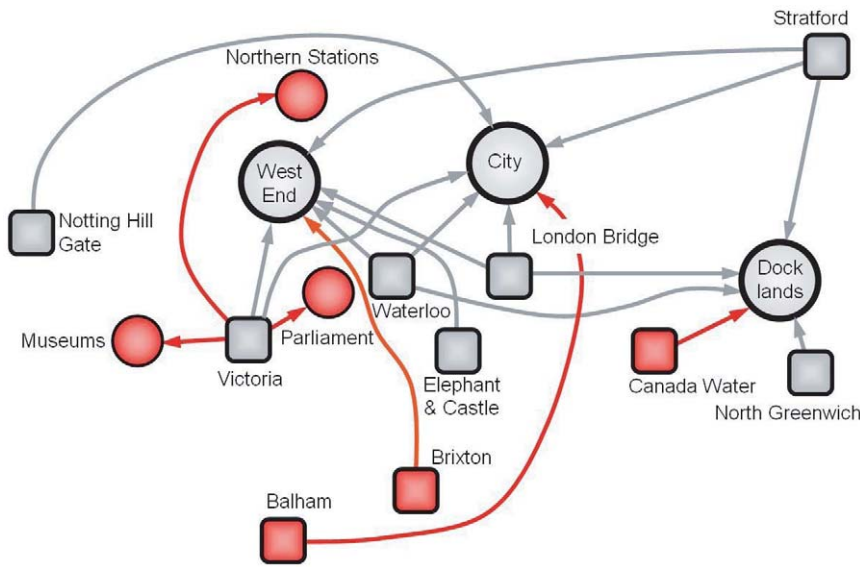 Stratford
Northern Stations
City
West
End
Notting Hill
Gate
London Bridge
Dock
lands
Waterloo
Museums
Parliament
Victoria
Elephant
& Castle
Canada Water
North Greenwich
Brixton
Balham